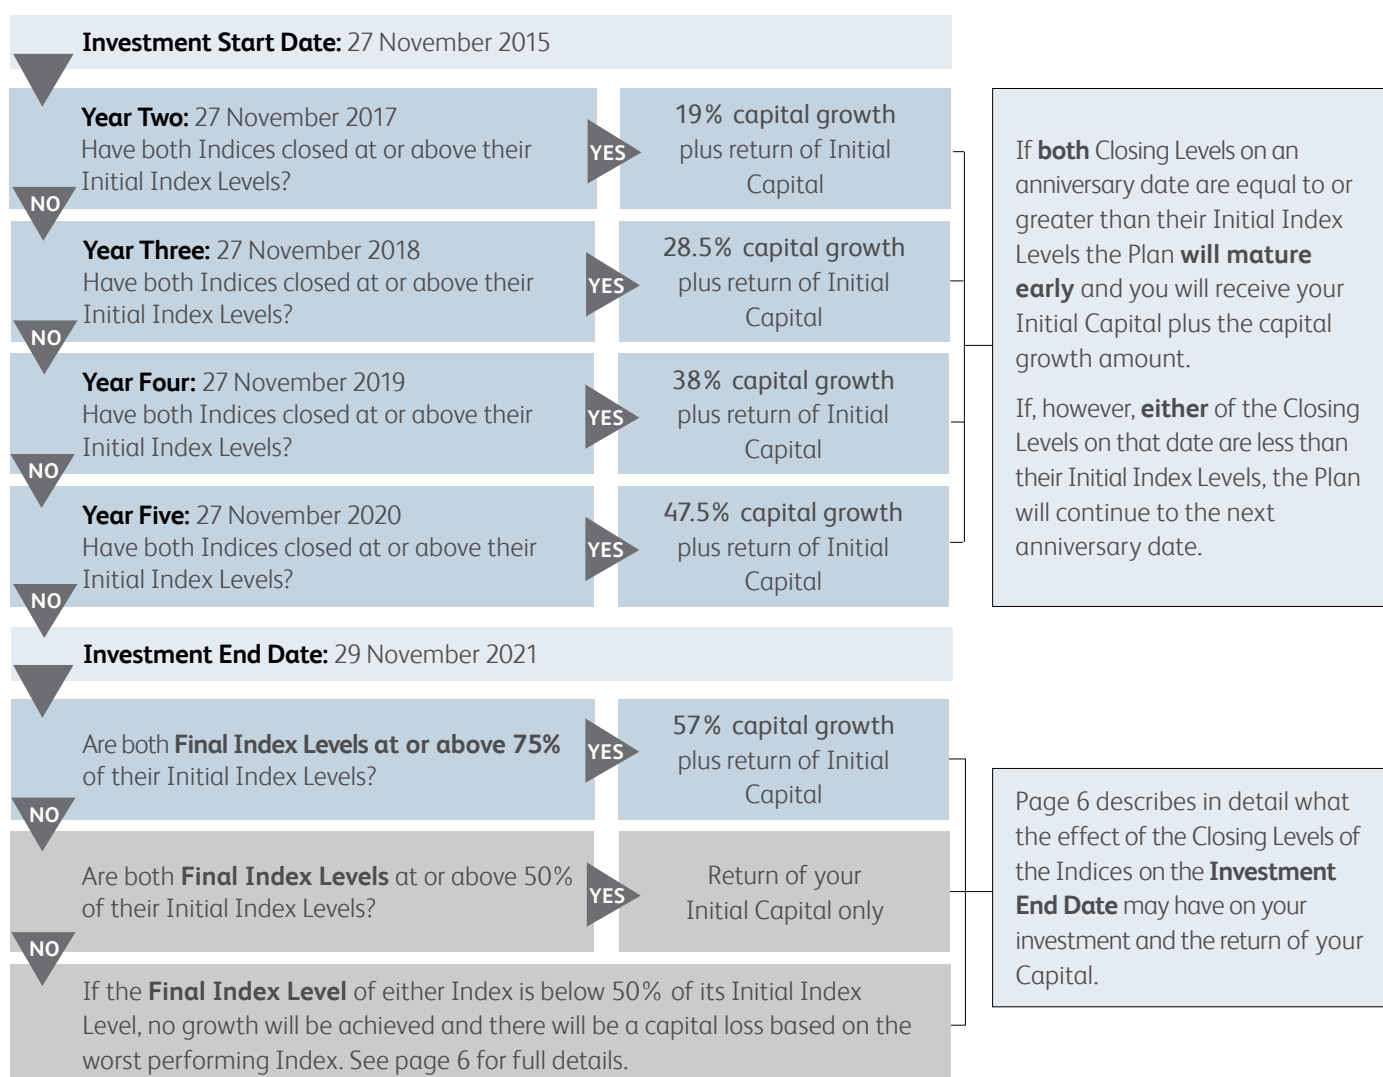 Investment Start Date: 27 November 2015
Year Two: 27 November 2017
Have both Indices closed at or above their
Initial Index Levels?
YES
19% capital growth
plus return of Initial
Capital
NO
Year Three: 27 November 2018
Have both Indices closed at or above their
Initial Index Levels?
YES
28.5% capital growth
plus return of Initial
Capital
NO
Year Four: 27 November 2019
Have both Indices closed at or above their
Initial Index Levels?
YES
38% capital growth
plus return of Initial
Capital
NO
Year Five: 27 November 2020
Have both Indices closed at or above their
Initial Index Levels?
YES
47.5% capital growth
plus return of Initial
Capital
NO
If both Closing Levels on an
anniversary date are equal to or
greater than their Initial Index
Levels the Plan will mature
early and you will receive your
Initial Capital plus the capital
growth amount.
If, however, either of the Closing
Levels on that date are less than
their Initial Index Levels, the Plan
will continue to the next
anniversary date.
Investment End Date: 29 November 2021
Are both Final Index Levels at or above 75%
of their Initial Index Levels?
YES
57% capital growth
plus return of Initial
Capital
NO
Are both Final Index Levels at or above 50%
of their Initial Index Levels?
YES
Return of your
Initial Capital only
NO
If the Final Index Level of either Index is below 50% of its Initial Index
Level, no growth will be achieved and there will be a capital loss based on the
worst performing Index. See page 6 for full details.
Page 6 describes in detail what
the effect of the Closing Levels of
the Indices on the Investment
End Date may have on your
investment and the return of your
Capital.